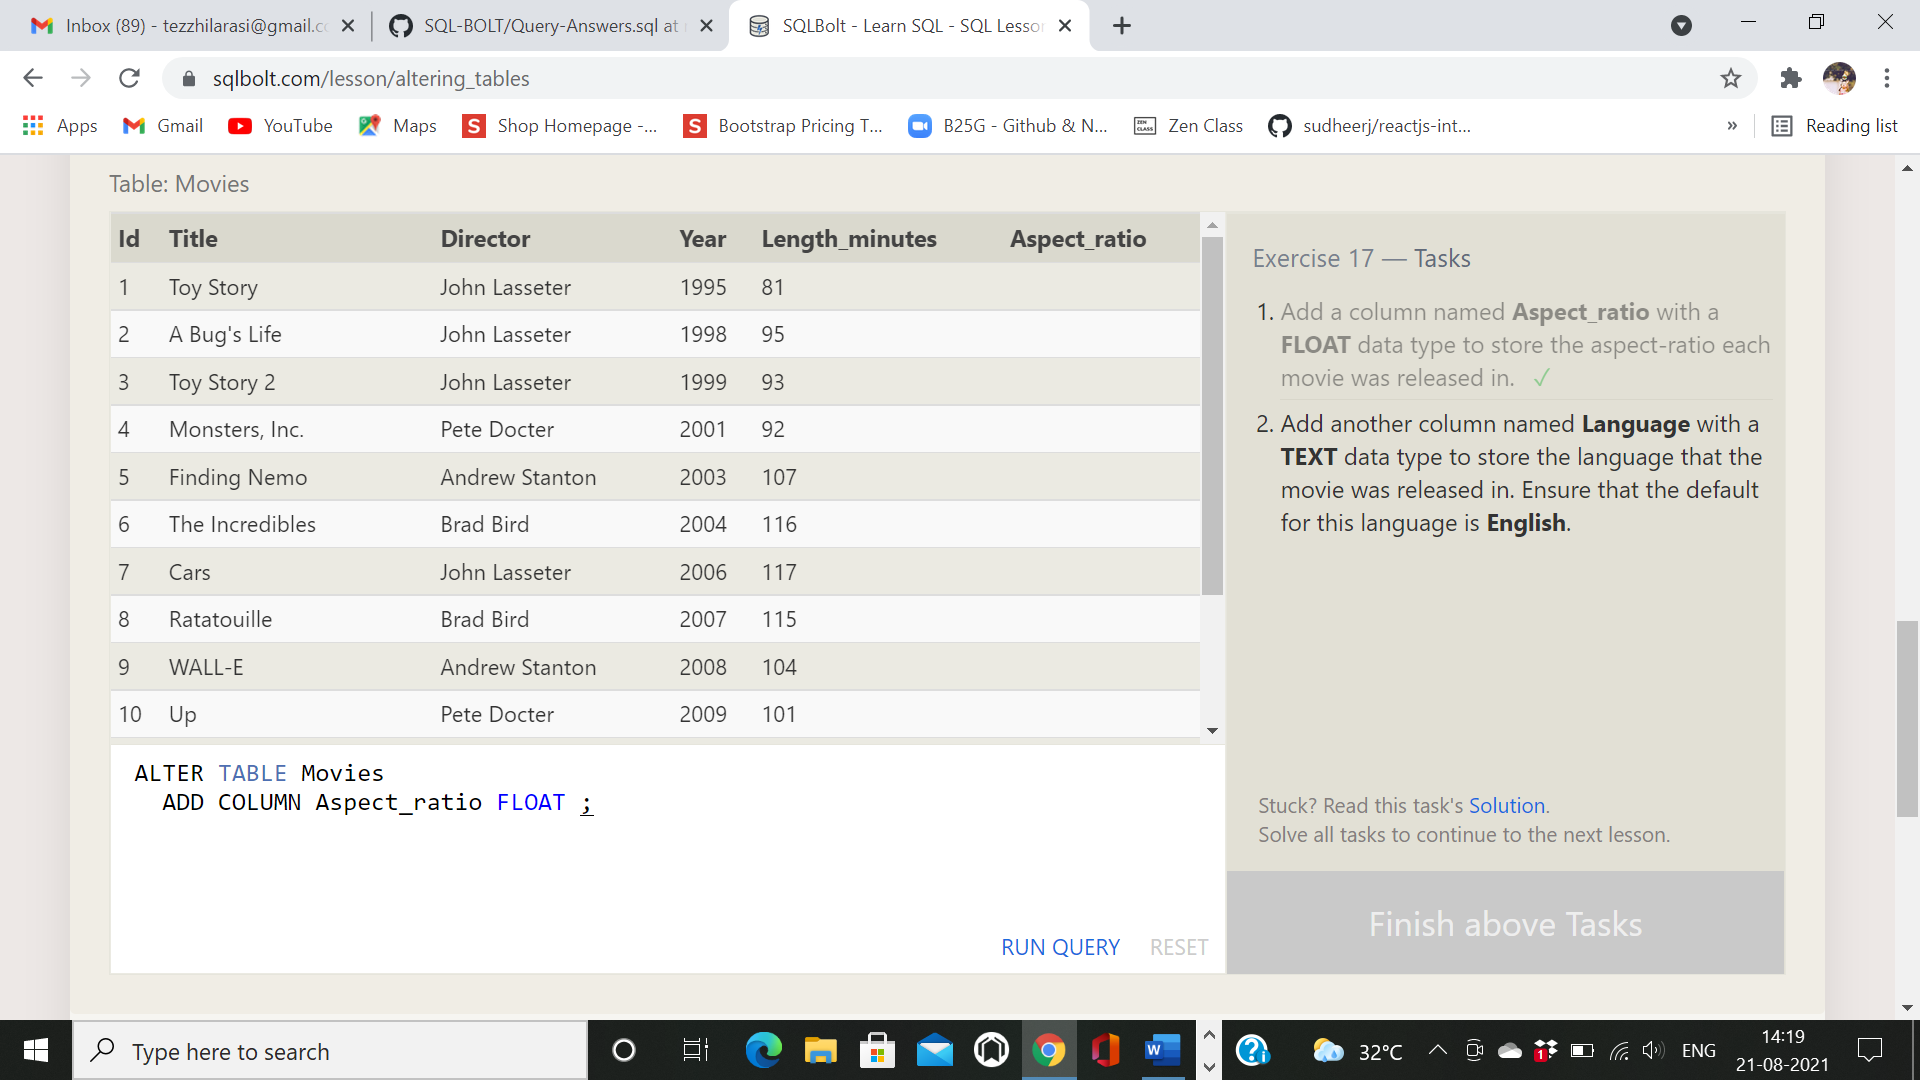 Inbox (89) - tezzhilarasi@gmail.co
SQL-BOLT/Query-Answers.sql at
SQLBolt - Learn SQL - SQL Lesson
sqlbolt.com/lesson/altering_tables
Apps
Gmail
YouTube
Maps
Shop Homepage -...
Bootstrap Pricing T...
B25G - Github & N...
Zen Class
sudheerj/reactjs-int...
»
Reading list
Table: Movies
Id Title Director Year Length_minutes Aspect_ratio
1 Toy Story John Lasseter 1995 81
2 A Bug's Life John Lasseter 1998 95
3 Toy Story 2 John Lasseter 1999 93
4 Monsters, Inc. Pete Docter 2001 92
5 Finding Nemo Andrew Stanton 2003 107
6 The Incredibles Brad Bird 2004 116
7 Cars John Lasseter 2006 117
8 Ratatouille Brad Bird 2007 115
9 WALL-E Andrew Stanton 2008 104
10 Up Pete Docter 2009 101
ALTER TABLE Movies
ADD COLUMN Aspect_ratio FLOAT ;
RUN QUERY RESET
Exercise 17 — Tasks
1. Add a column named Aspect_ratio with a
FLOAT data type to store the aspect-ratio each
movie was released in. ✓
2. Add another column named Language with a
TEXT data type to store the language that the
movie was released in. Ensure that the default
for this language is English.
Stuck? Read this task's Solution.
Solve all tasks to continue to the next lesson.
Finish above Tasks
Type here to search
32°C
ENG
14:19
21-08-2021